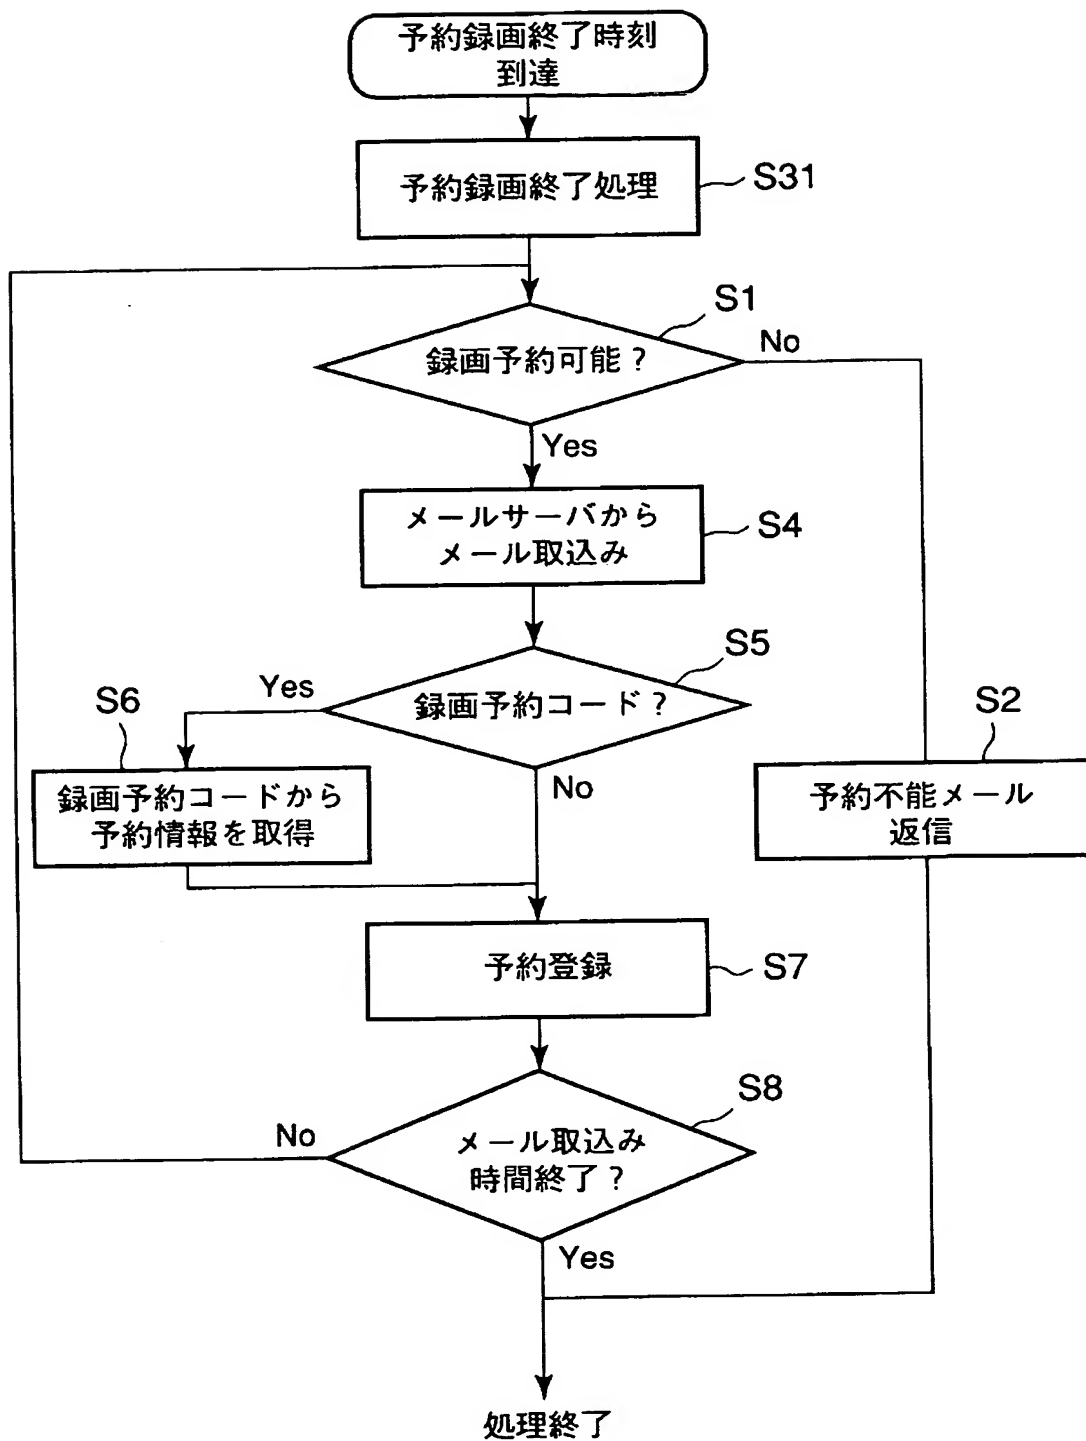 予約録画終了時刻
到達
予約録画終了処理
S31
S1
録画予約可能？
No
Yes
メールサーバから
メール取込み
S4
S5
録画予約コード？
Yes
No
S6
録画予約コードから
予約情報を取得
S2
予約不能メール
返信
予約登録
S7
S8
メール取込み
時間終了？
No
Yes
処理終了